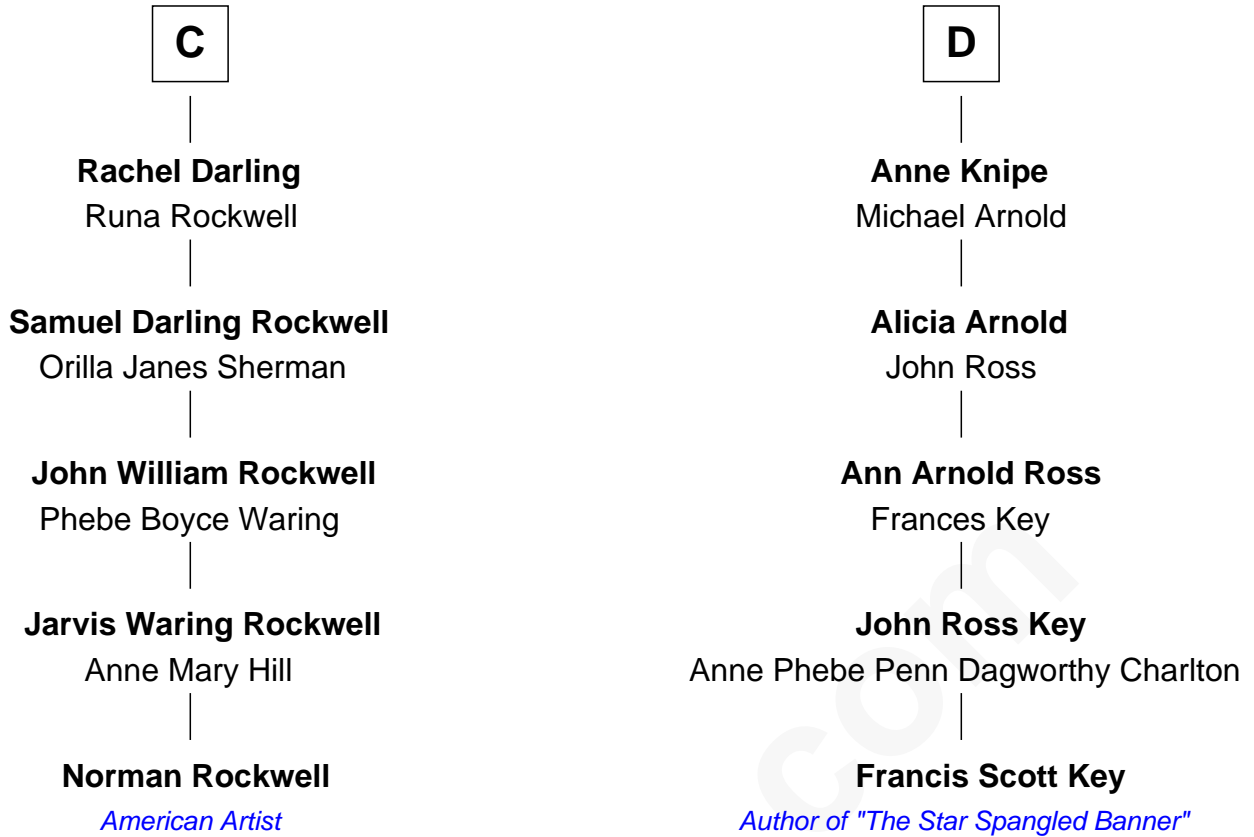 C
Rachel Darling
Runa Rockwell
Samuel Darling Rockwell
Orilla Janes Sherman
John William Rockwell
Phebe Boyce Waring
Jarvis Waring Rockwell
Anne Mary Hill
Norman Rockwell
American Artist
D
Anne Knipe
Michael Arnold
Alicia Arnold
John Ross
Ann Arnold Ross
Frances Key
John Ross Key
Anne Phebe Penn Dagworthy Charlton
Francis Scott Key
Author of "The Star Spangled Banner"
com